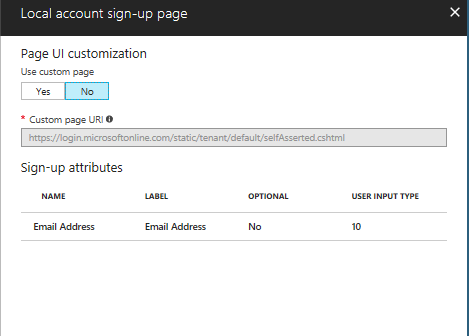 Local account sign-up page
Page UI customization
Use custom page
Yes No
* Custom page URI
https://login.microsoftonline.com/static/tenant/default/selfAsserted.cshtml
Sign-up attributes
NAME LABEL OPTIONAL USER INPUT TYPE
Email Address Email Address No 10